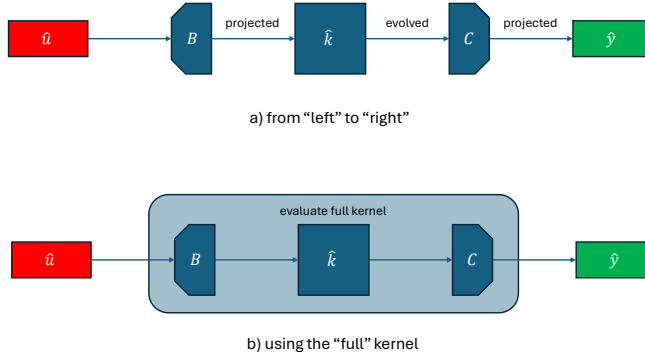 projected evolved projected
û B k̂ C ŷ
a) from “left” to “right”
evaluate full kernel
û B k̂ C ŷ
b) using the “full” kernel